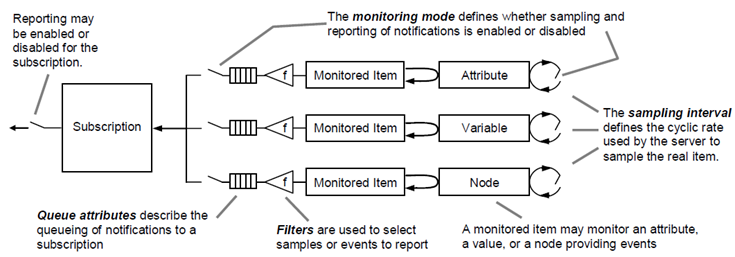 Reporting may
be enabled or
disabled for the
subscription.
The monitoring mode defines whether sampling and
reporting of notifications is enabled or disabled
f
Monitored Item
Attribute
Subscription
f
Monitored Item
Variable
The sampling interval
defines the cyclic rate
used by the server to
sample the real item.
f
Monitored Item
Node
Queue attributes describe the
queueing of notifications to a
subscription
Filters are used to select
samples or events to report
A monitored item may monitor an attribute,
a value, or a node providing events